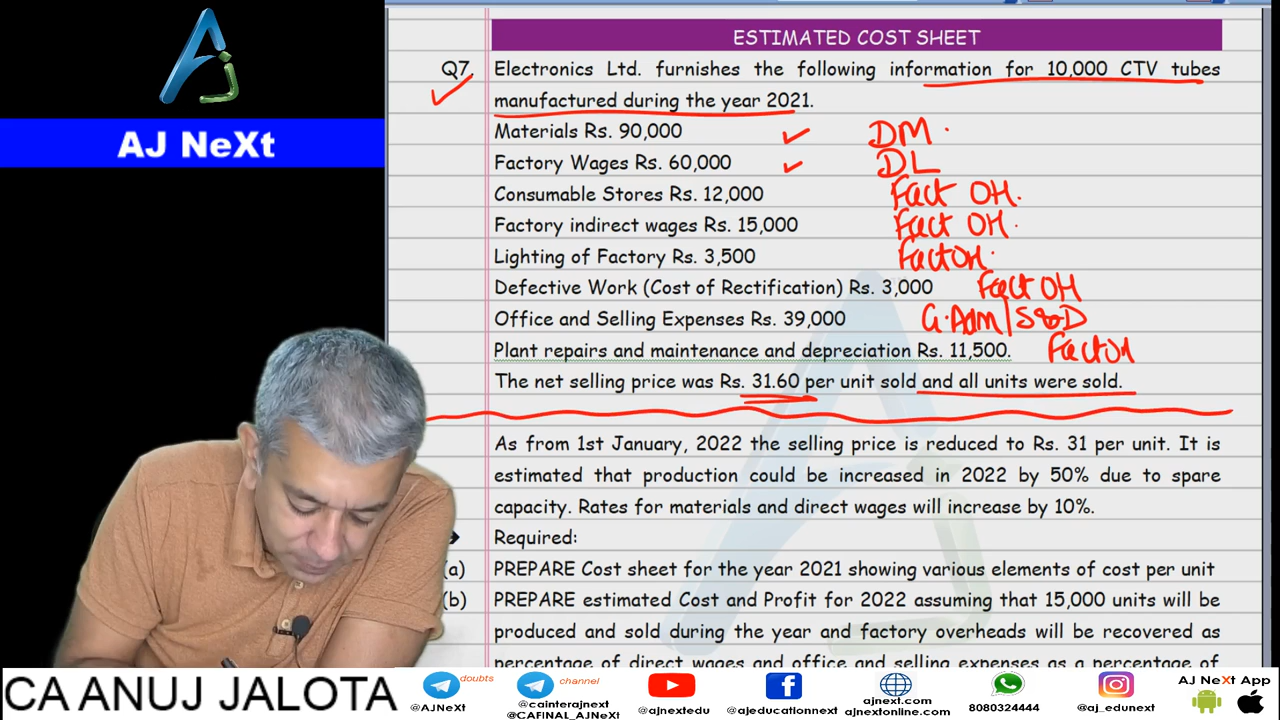 ESTIMATED COST SHEET
Q7. Electronics Ltd. furnishes the following information for 10,000 CTV tubes
manufactured during the year 2021.
Materials Rs. 90,000 DM.
Factory Wages Rs. 60,000 DL
Consumable Stores Rs. 12,000 Fact OH.
Factory indirect wages Rs. 15,000 Fact OH.
Lighting of Factory Rs. 3,500 Fact OH.
Defective Work (Cost of Rectification) Rs. 3,000 Fact OH
Office and Selling Expenses Rs. 39,000 G.Adm/S&D
Plant repairs and maintenance and depreciation Rs. 11,500. Fact OH
The net selling price was Rs. 31.60 per unit sold and all units were sold.
As from 1st January, 2022 the selling price is reduced to Rs. 31 per unit. It is
estimated that production could be increased in 2022 by 50% due to spare
capacity. Rates for materials and direct wages will increase by 10%.
Required:
(a) PREPARE Cost sheet for the year 2021 showing various elements of cost per unit
(b) PREPARE estimated Cost and Profit for 2022 assuming that 15,000 units will be
produced and sold during the year and factory overheads will be recovered as
percentage of direct wages and office and selling expenses as a percentage of
AJ NeXt
CA ANUJ JALOTA
doubts
@AJNeXt
channel
@cainterajnext
@CAFINAL_AJNeXt
@ajnextedu
@ajeducation
ajnext.com
ajnextonline.com
8080324444
@aj_edunext
AJ NeXt App